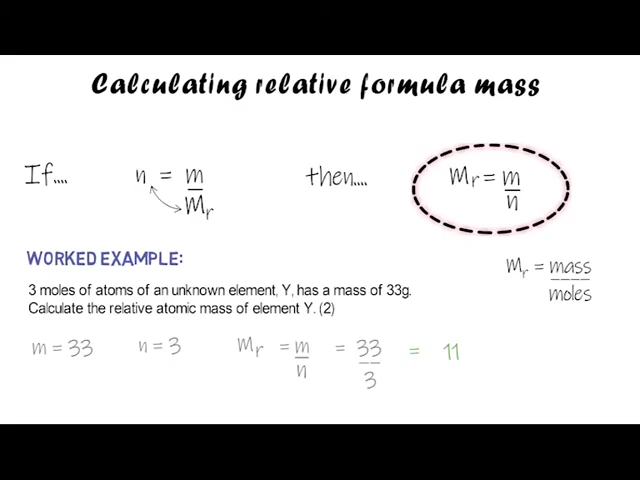 Calculating relative formula mass
If.... n = m/Mr then.... Mr = m/n
WORKED EXAMPLE:
Mr = mass/moles
3 moles of atoms of an unknown element, Y, has a mass of 33g.
Calculate the relative atomic mass of element Y. (2)
m = 33 n = 3 Mr = m/n = 33/3 = 11